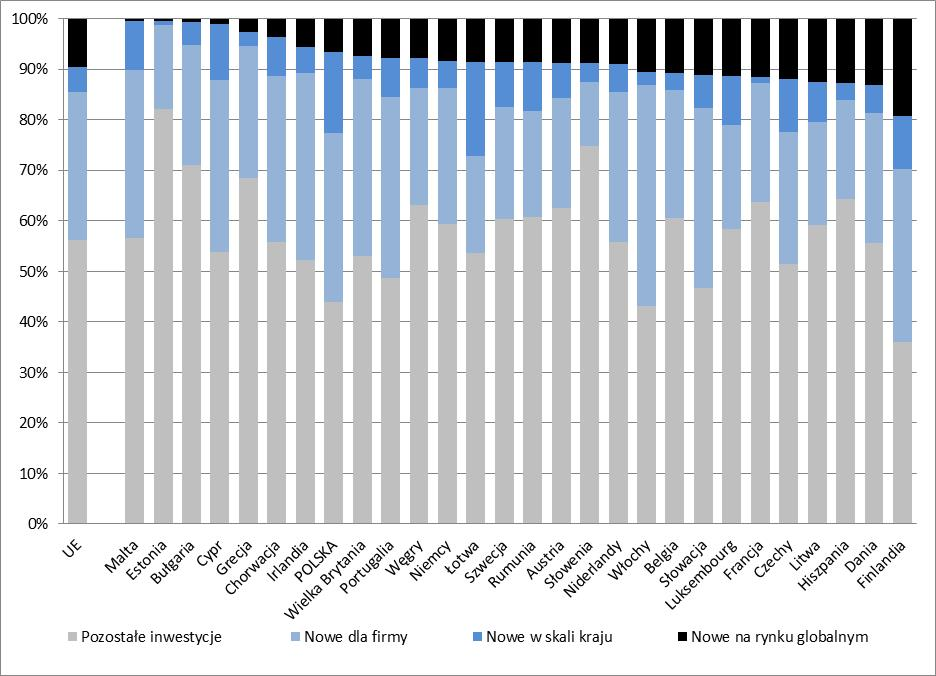 100%
90%
80%
70%
60%
50%
40%
30%
20%
10%
0%
UE
Malta
Estonia
Bułgaria
Cypr
Grecja
Chorwacja
Irlandia
POLSKA
Wielka Brytania
Portugalia
Węgry
Niemcy
Łotwa
Szwecja
Rumunia
Austria
Słowenia
Niderlandy
Włochy
Belgia
Słowacja
Luksembourg
Francja
Czechy
Litwa
Hiszpania
Dania
Finlandia
Pozostałe inwestycje
Nowe dla firmy
Nowe w skali kraju
Nowe na rynku globalnym